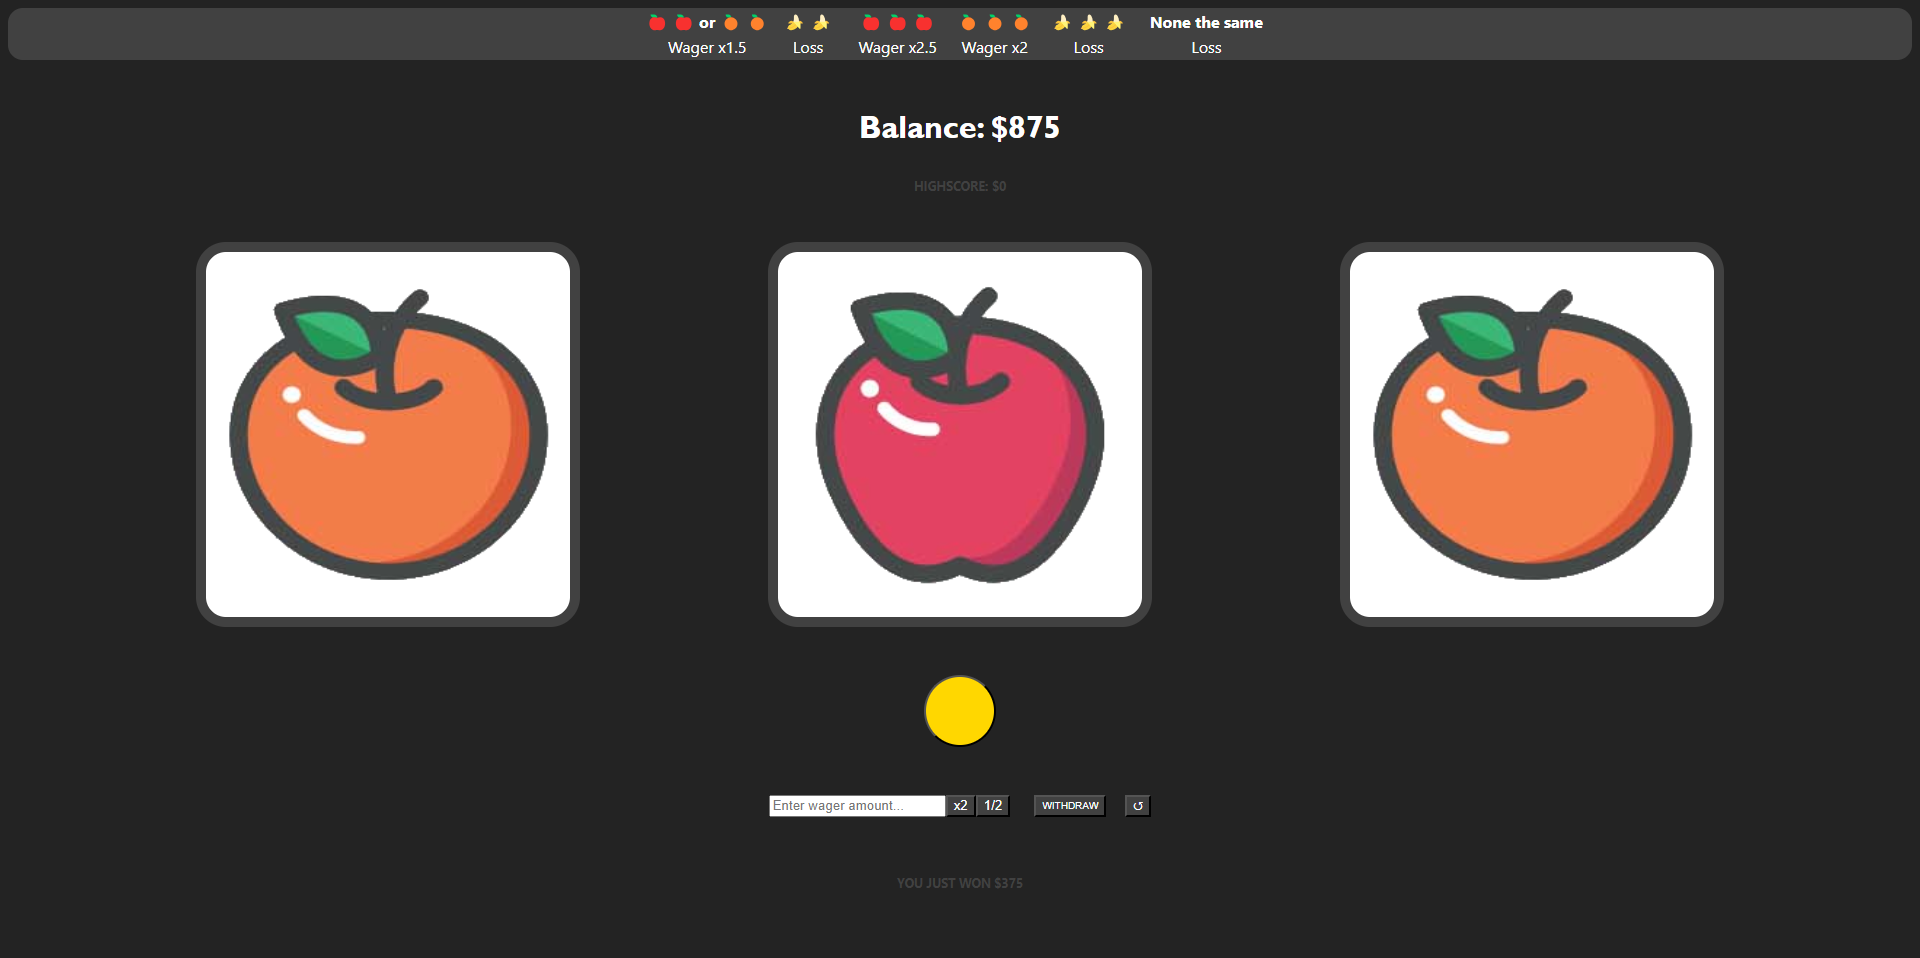 🍎 🍎 or 🍊 🍊 🍌 🍌 🍎 🍎 🍎 🍊 🍊 🍊 🍌 🍌 🍌 None the same
Wager x1.5 Loss Wager x2.5 Wager x2 Loss Loss
Balance: $875
HIGHSCORE: $0
Enter wager amount... x2 1/2 WITHDRAW ↺
YOU JUST WON $375